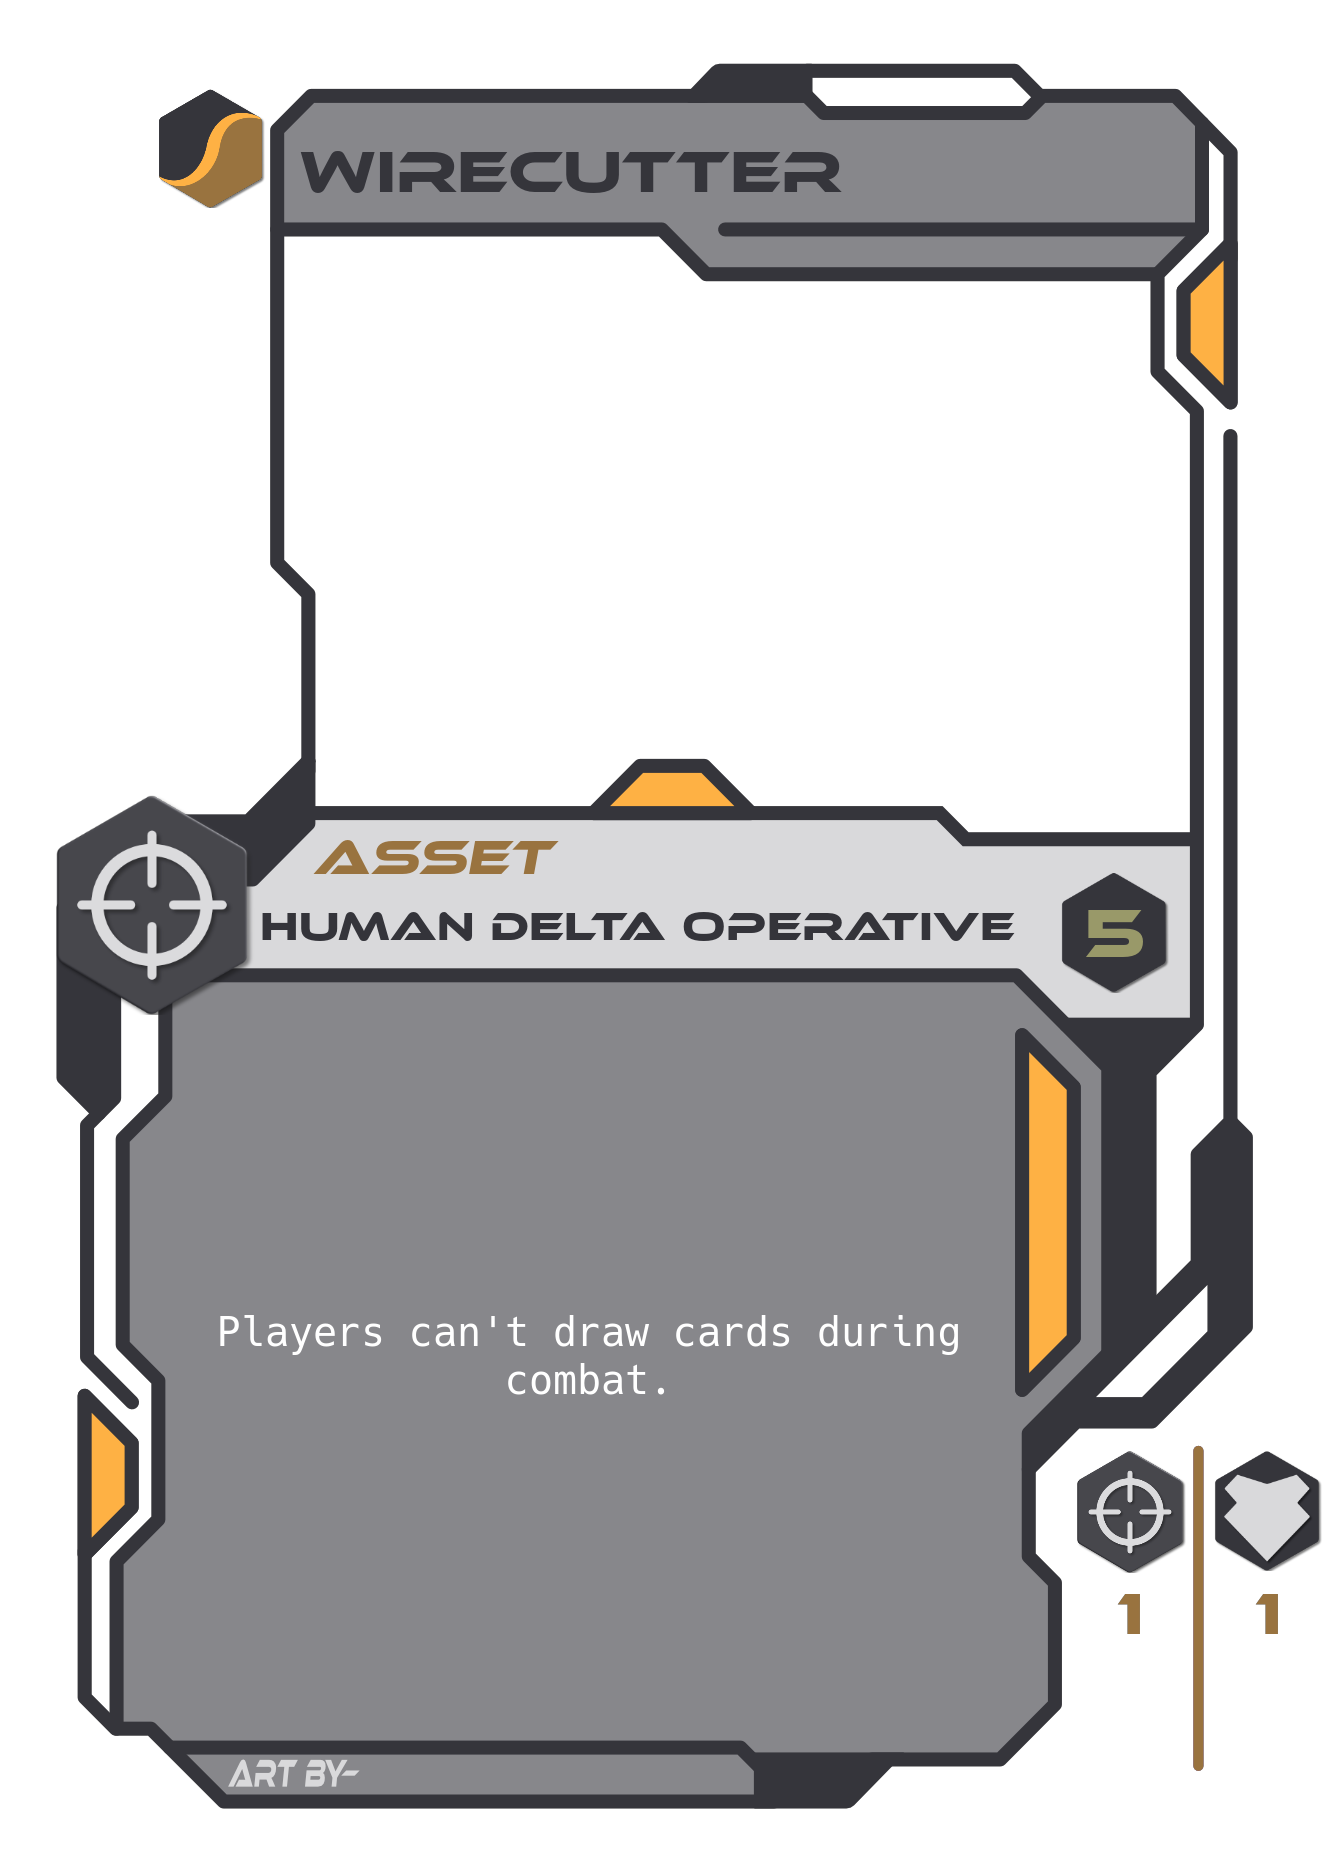 WIRECUTTER
ASSET
HUMAN DELTA OPERATIVE
5
Players can't draw cards during
combat.
1
1
ART BY-